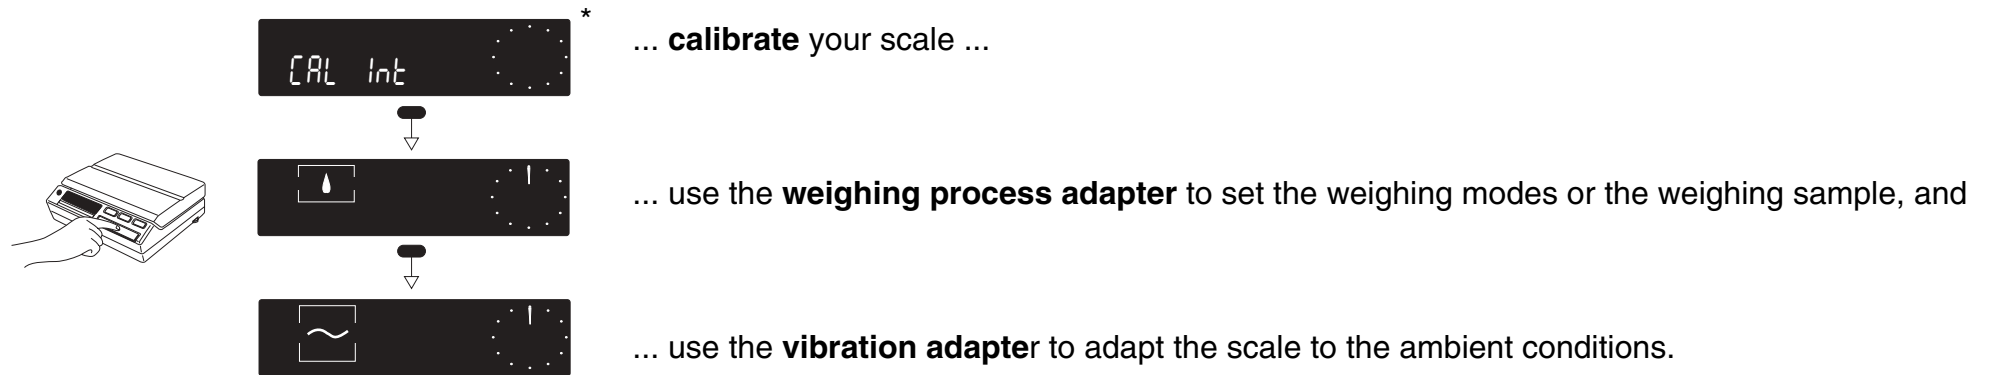 *
... calibrate your scale ...
CAL Int
... use the weighing process adapter to set the weighing modes or the weighing sample, and
... use the vibration adapter to adapt the scale to the ambient conditions.